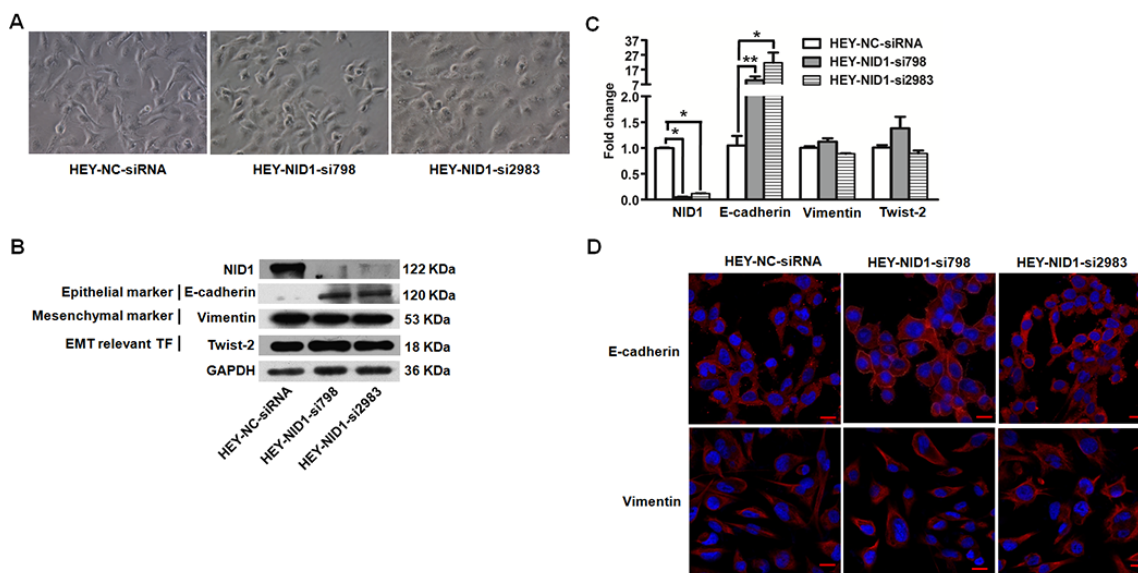 A
HEY-NC-siRNA
HEY-NID1-si798
HEY-NID1-si2983
B
NID1
122 KDa
Epithelial marker
E-cadherin
120 KDa
Mesenchymal marker
Vimentin
53 KDa
EMT relevant TF
Twist-2
18 KDa
GAPDH
36 KDa
HEY-NC-siRNA
HEY-NID1-si798
HEY-NID1-si2983
C
Fold change
37
27
17
7
2.0
1.5
1.0
0.5
0.0
*
*
**
*
HEY-NC-siRNA
HEY-NID1-si798
HEY-NID1-si2983
NID1
E-cadherin
Vimentin
Twist-2
D
HEY-NC-siRNA
HEY-NID1-si798
HEY-NID1-si2983
E-cadherin
Vimentin